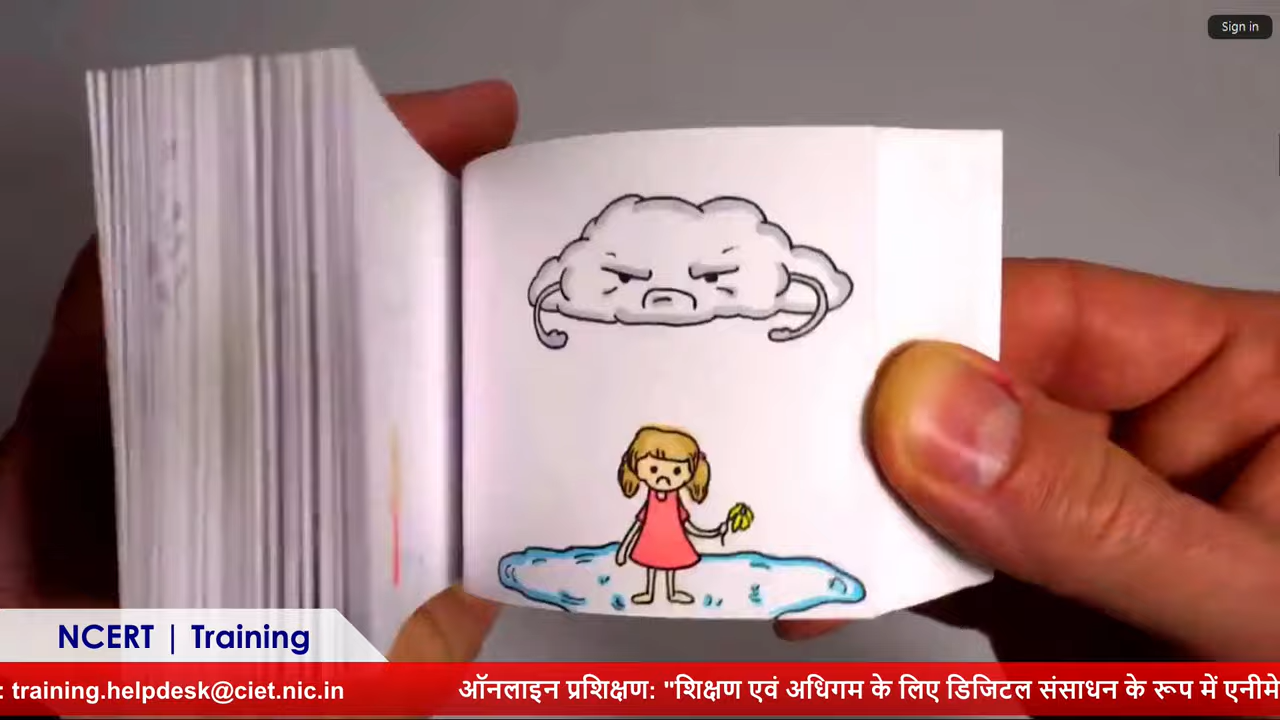 Sign in
NCERT | Training
: training.helpdesk@ciet.nic.in ऑनलाइन प्रशिक्षण: "शिक्षण एवं अधिगम के लिए डिजिटल संसाधन के रूप में एनीमे